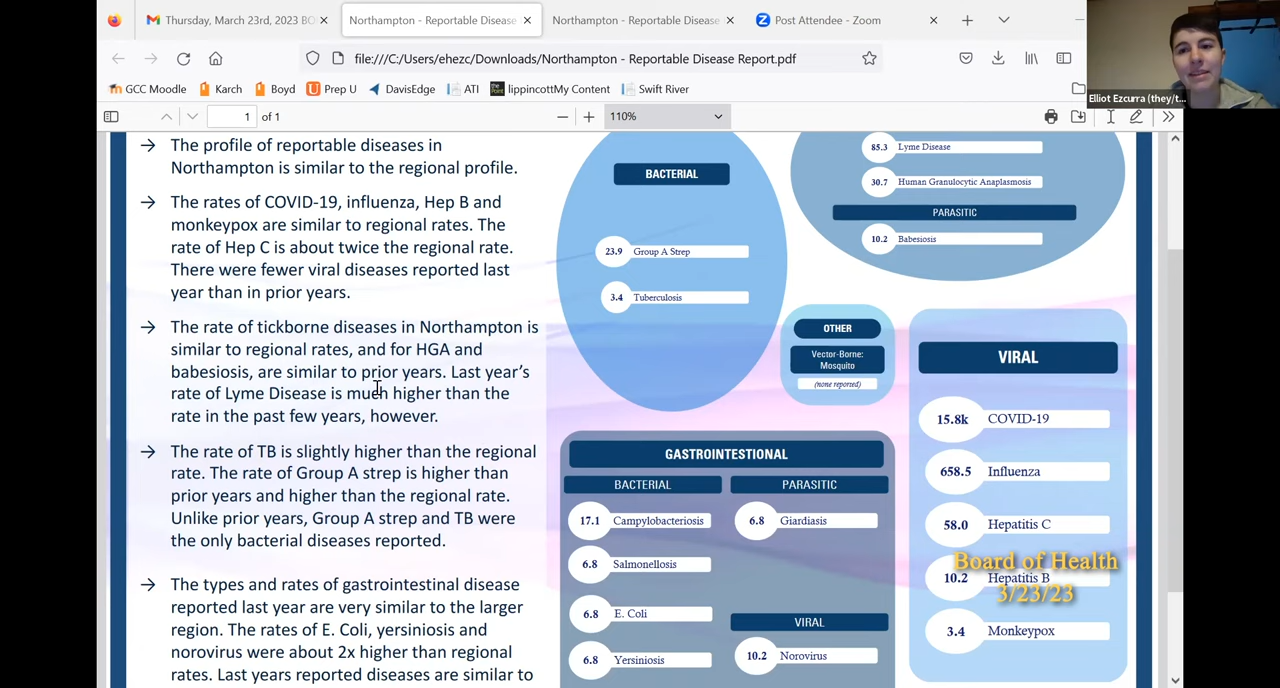 Thursday, March 23rd, 2023 BO
Northampton - Reportable Disease
Northampton - Reportable Disease
Post Attendee - Zoom
file:///C:/Users/ehezc/Downloads/Northampton - Reportable Disease Report.pdf
GCC Moodle
Karch
Boyd
Prep U
DavisEdge
ATI
lippincottMy Content
Swift River
Elliot Ezcurra (they/t...
1 of 1
110%
→ The profile of reportable diseases in
Northampton is similar to the regional profile.
→ The rates of COVID-19, influenza, Hep B and
monkeypox are similar to regional rates. The
rate of Hep C is about twice the regional rate.
There were fewer viral diseases reported last
year than in prior years.
→ The rate of tickborne diseases in Northampton is
similar to regional rates, and for HGA and
babesiosis, are similar to prior years. Last year's
rate of Lyme Disease is much higher than the
rate in the past few years, however.
→ The rate of TB is slightly higher than the regional
rate. The rate of Group A strep is higher than
prior years and higher than the regional rate.
Unlike prior years, Group A strep and TB were
the only bacterial diseases reported.
→ The types and rates of gastrointestinal disease
reported last year are very similar to the larger
region. The rates of E. Coli, yersiniosis and
norovirus were about 2x higher than regional
rates. Last years reported diseases are similar to
BACTERIAL
23.9 Group A Strep
3.4 Tuberculosis
85.3 Lyme Disease
30.7 Human Granulocytic Anaplasmosis
PARASITIC
10.2 Babesiosis
OTHER
Vector-Borne:
Mosquito
(none reported)
VIRAL
15.8k COVID-19
658.5 Influenza
58.0 Hepatitis C
10.2 Hepatitis B
3.4 Monkeypox
Board of Health
3/23/23
GASTROINTESTINAL
BACTERIAL
17.1 Campylobacteriosis
6.8 Salmonellosis
6.8 E. Coli
6.8 Yersiniosis
PARASITIC
6.8 Giardiasis
VIRAL
10.2 Norovirus